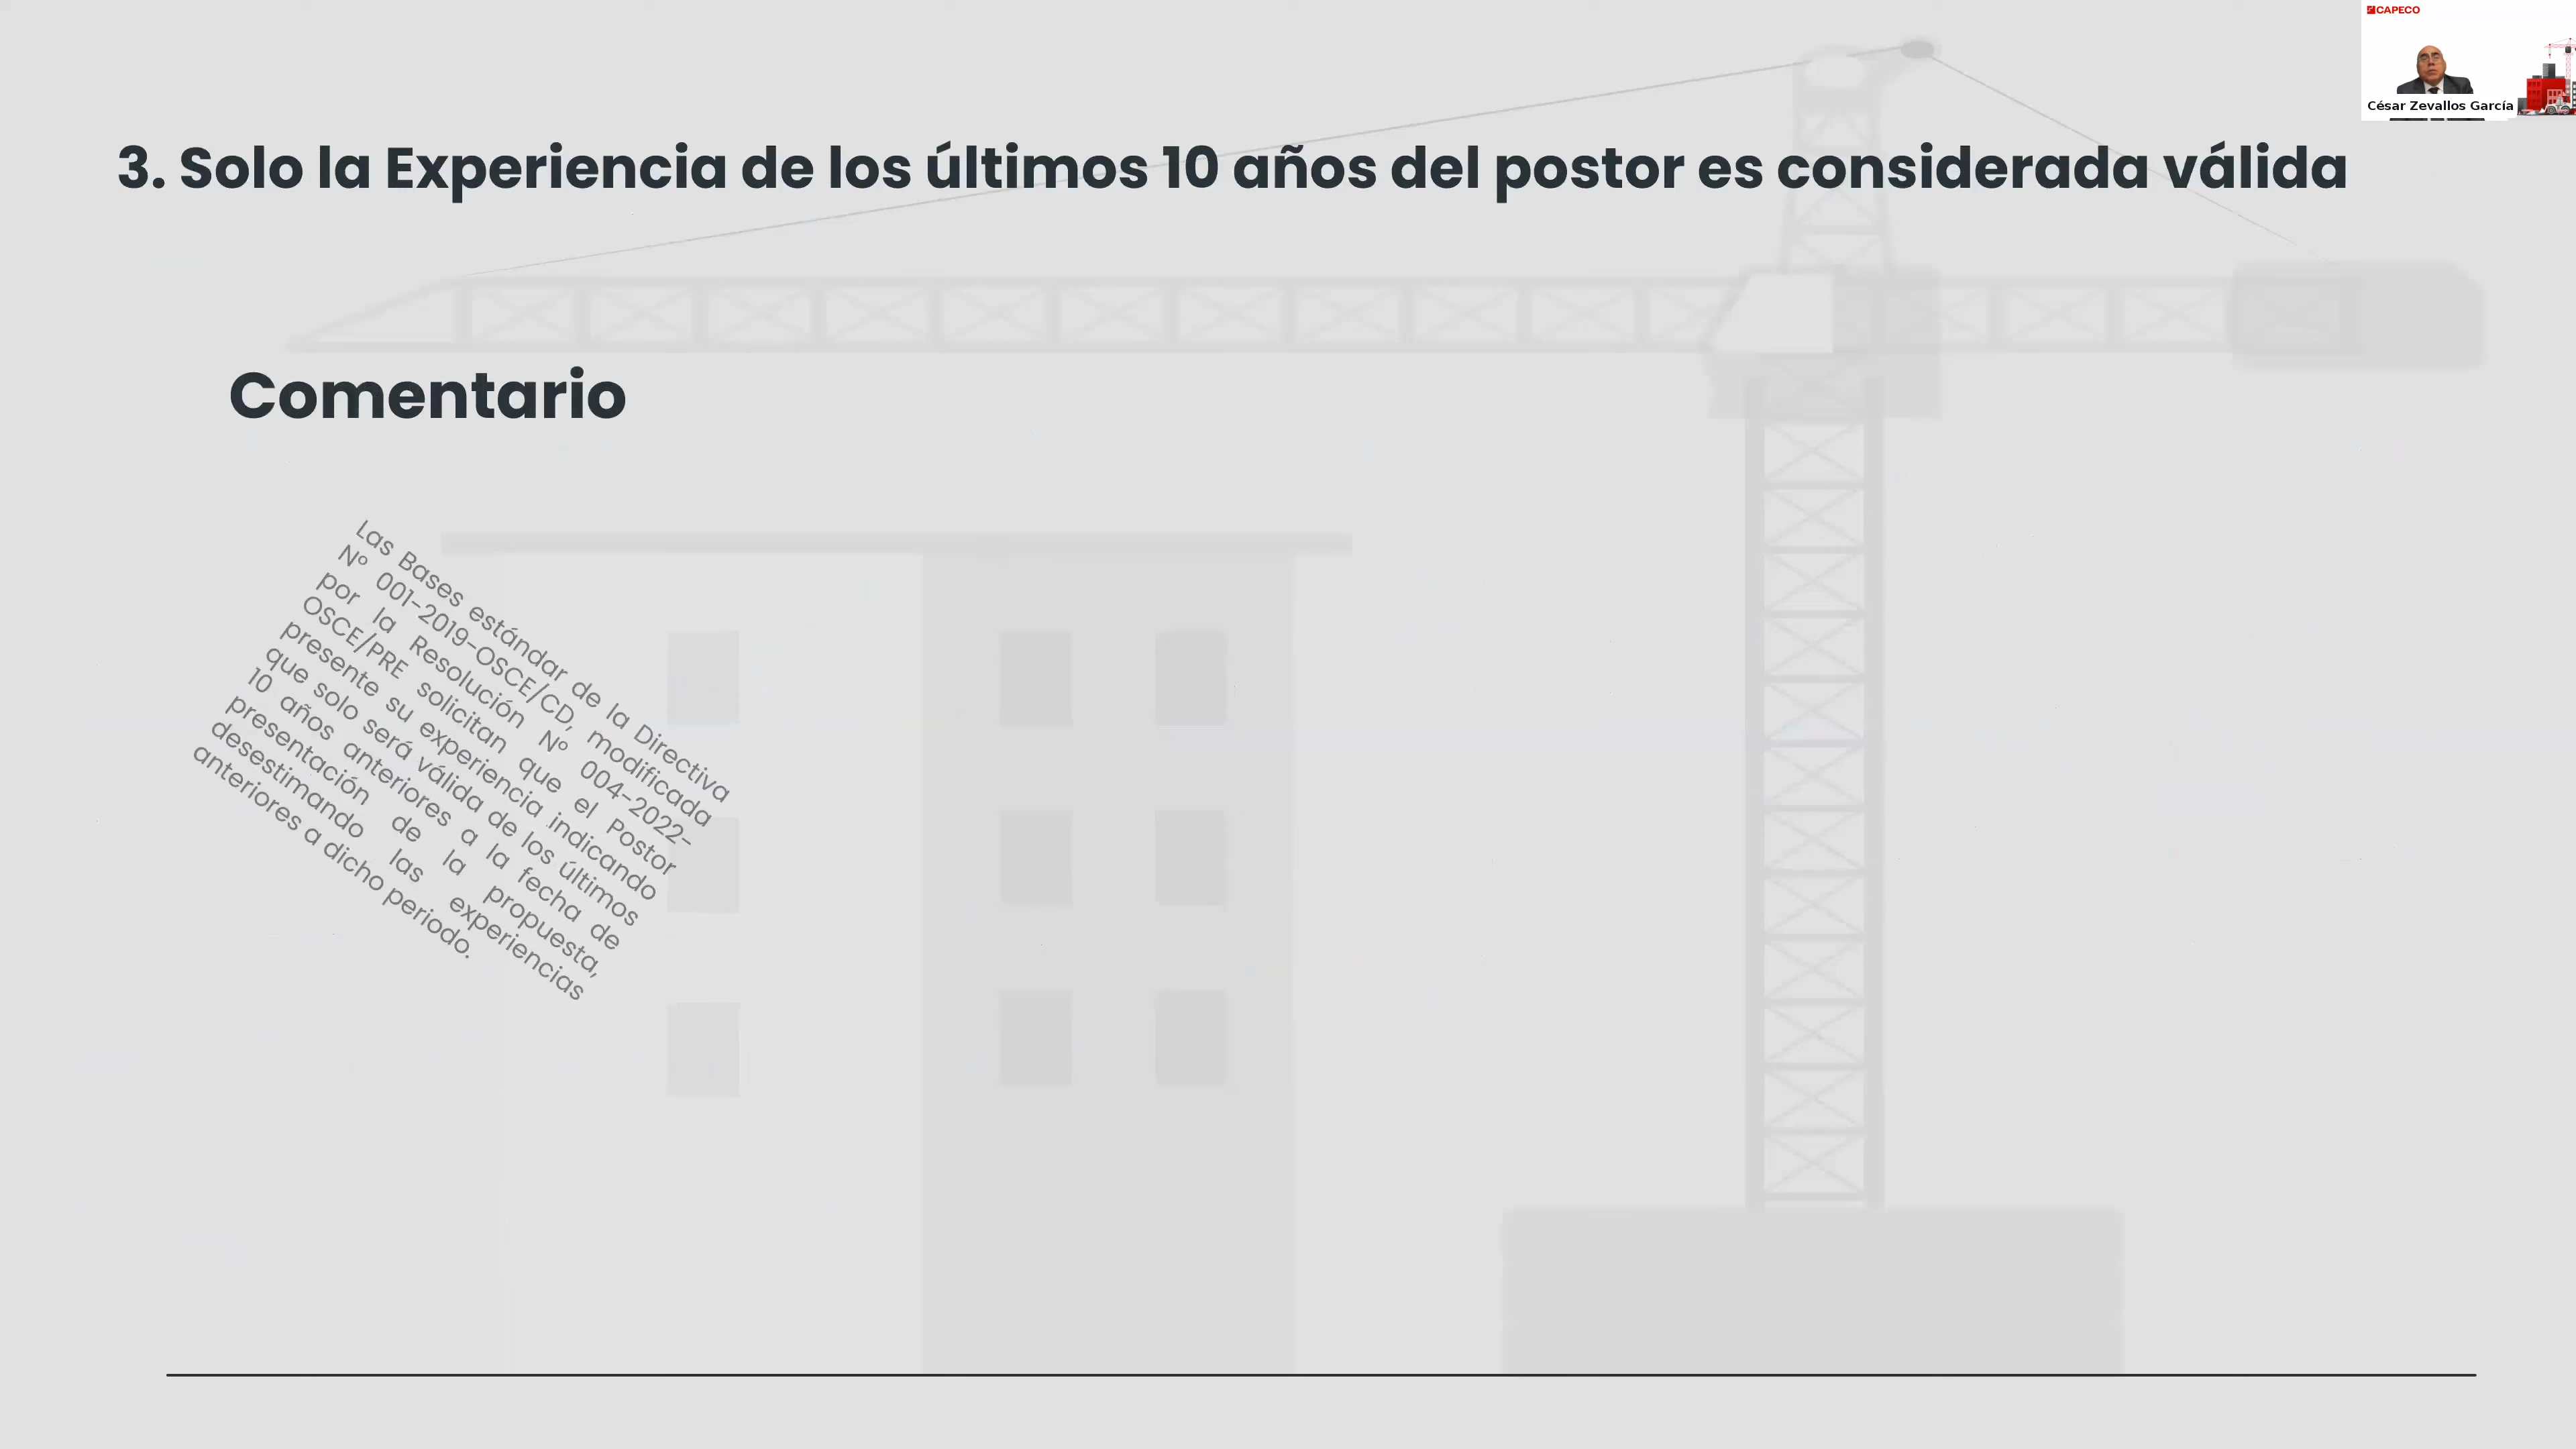 CAPECO
César Zevallos García
3. Solo la Experiencia de los últimos 10 años del postor es considerada válida
Comentario
Las Bases estándar de la Directiva
Nº 001-2019-OSCE/CD, modificada
por la Resolución Nº 004-2022-
OSCE/PRE solicitan que el Postor
presente su experiencia indicando
que solo será válida de los últimos
10 años anteriores a la fecha de
presentación de la propuesta,
desestimando las experiencias
anteriores a dicho periodo.